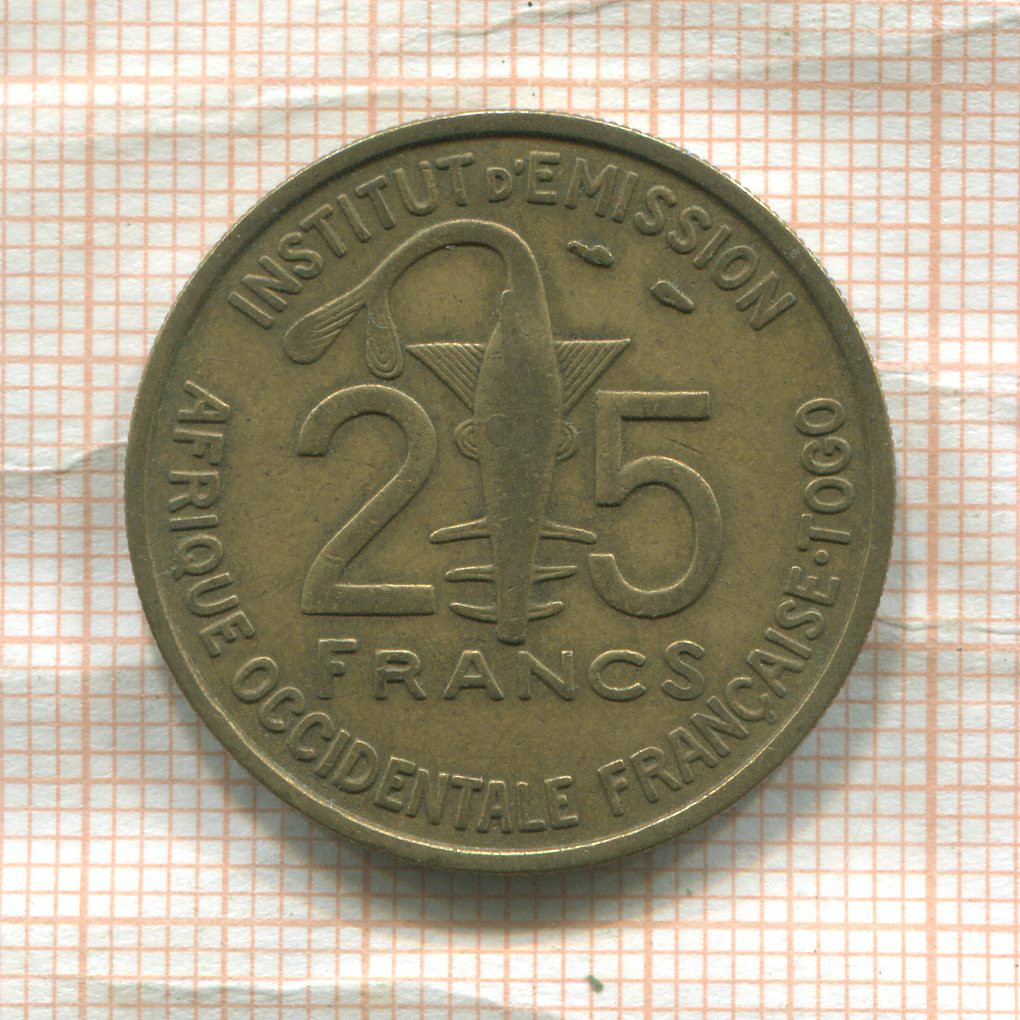 INSTITUT D'EMISSION
25
FRANCS
AFRIQUE OCCIDENTALE FRANÇAISE·TOGO